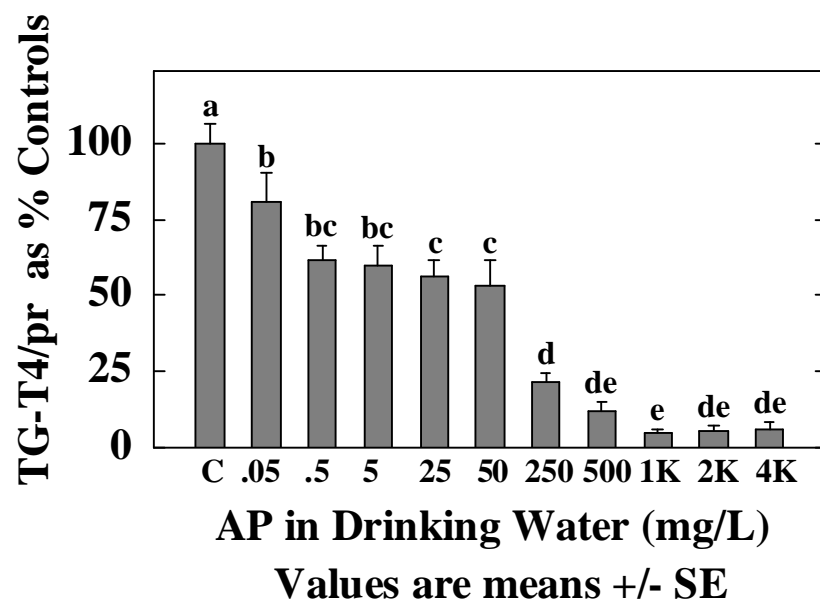 TG-T4/pr as % Controls
100
75
50
25
0
a
b
bc
bc
c
c
d
de
e
de
de
C .05 .5 5 25 50 250 500 1K 2K 4K
AP in Drinking Water (mg/L)
Values are means +/- SE